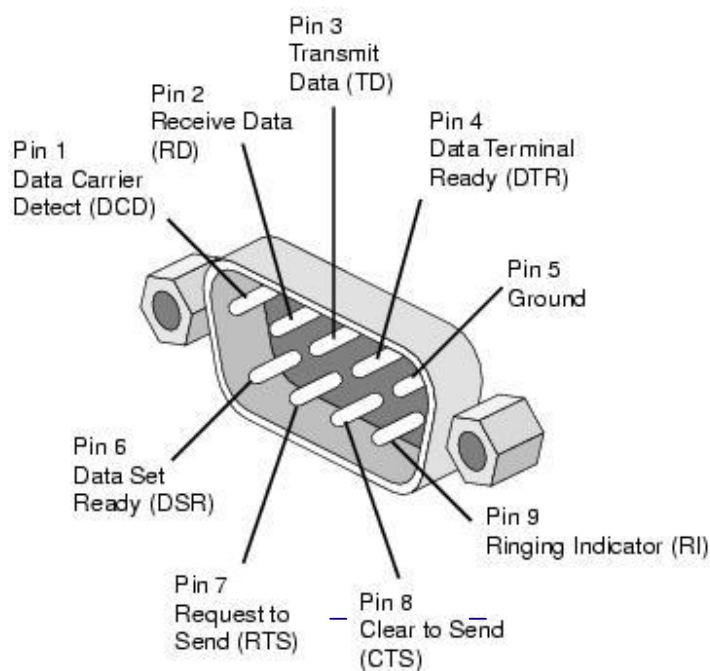 Pin 3
Transmit
Data (TD)
Pin 2
Receive Data
(RD)
Pin 4
Data Terminal
Ready (DTR)
Pin 1
Data Carrier
Detect (DCD)
Pin 5
Ground
Pin 6
Data Set
Ready (DSR)
Pin 9
Ringing Indicator (RI)
Pin 7
Request to
Send (RTS)
Pin 8
Clear to Send
(CTS)